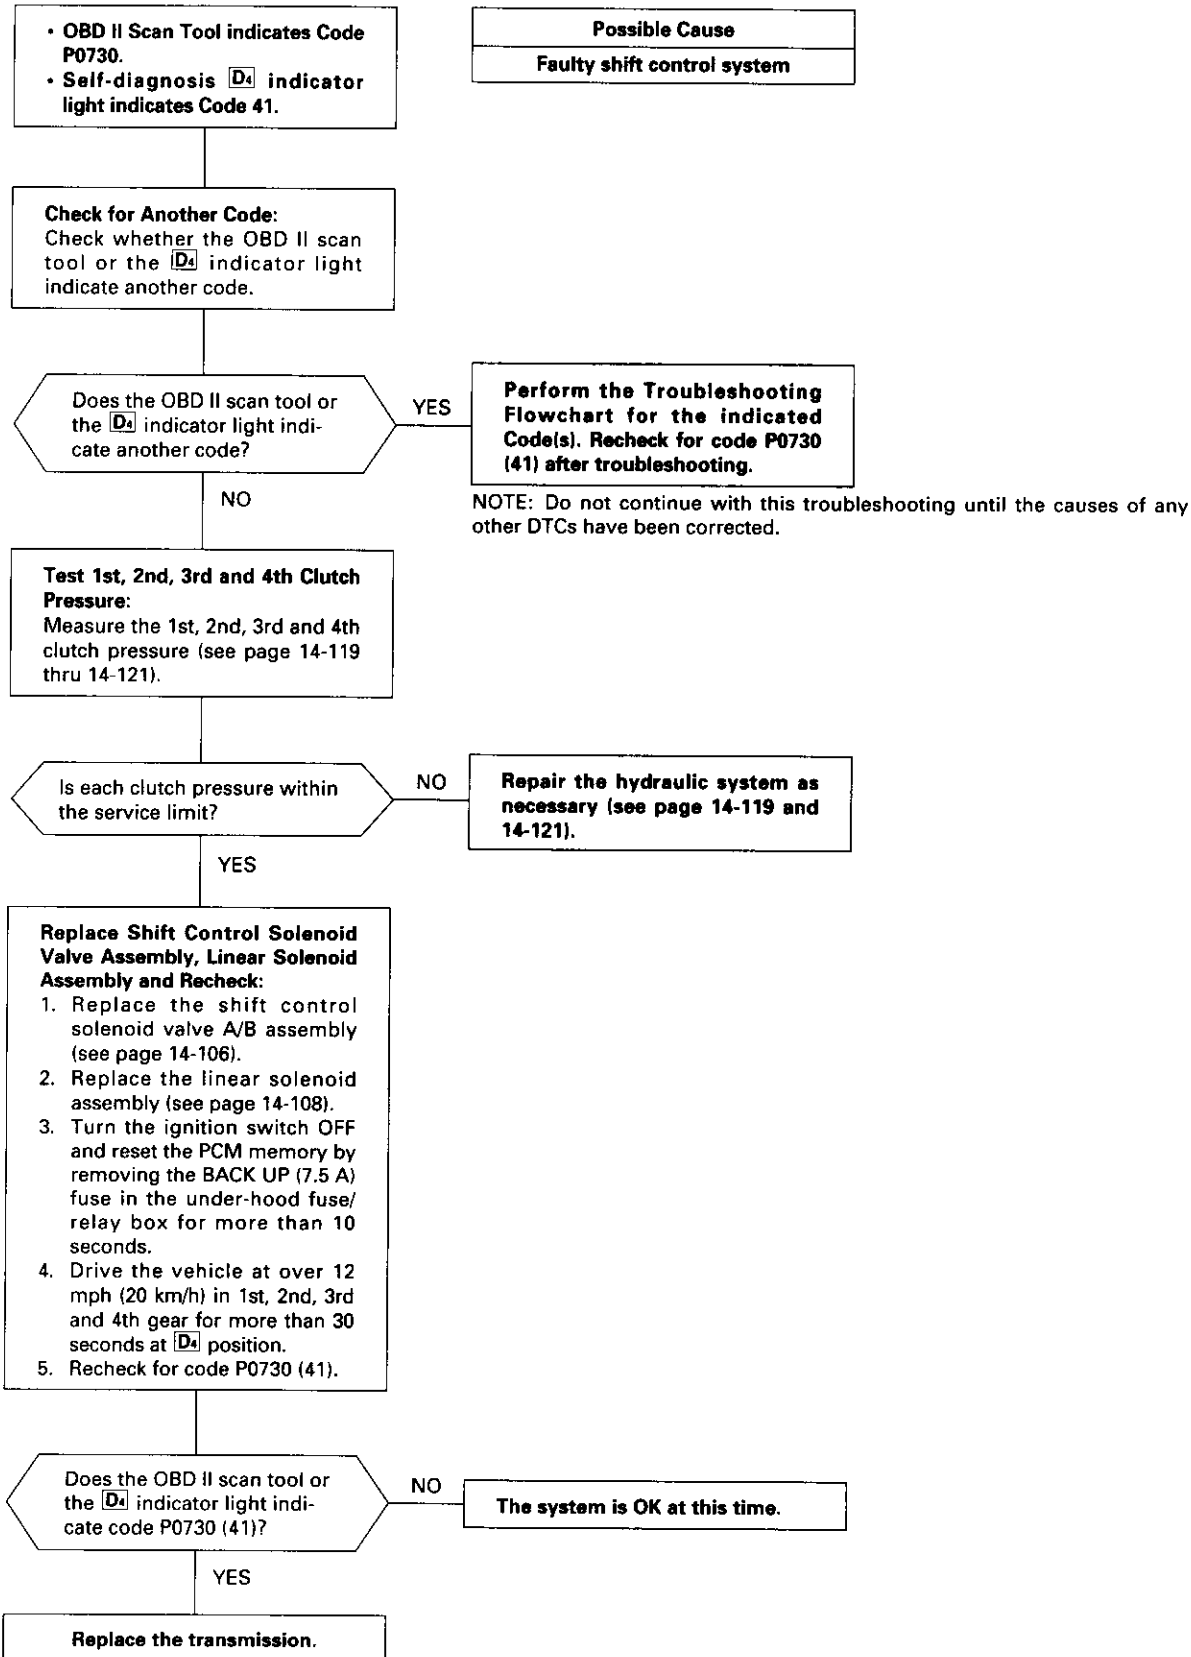 • OBD II Scan Tool indicates Code
P0730.
• Self-diagnosis D4 indicator
light indicates Code 41.
Possible Cause
Faulty shift control system
Check for Another Code:
Check whether the OBD II scan
tool or the D4 indicator light
indicate another code.
Does the OBD II scan tool or
the D4 indicator light indi-
cate another code?
YES
Perform the Troubleshooting
Flowchart for the indicated
Code(s). Recheck for code P0730
(41) after troubleshooting.
NOTE: Do not continue with this troubleshooting until the causes of any
other DTCs have been corrected.
NO
Test 1st, 2nd, 3rd and 4th Clutch
Pressure:
Measure the 1st, 2nd, 3rd and 4th
clutch pressure (see page 14-119
thru 14-121).
Is each clutch pressure within
the service limit?
NO
Repair the hydraulic system as
necessary (see page 14-119 and
14-121).
YES
Replace Shift Control Solenoid
Valve Assembly, Linear Solenoid
Assembly and Recheck:
1. Replace the shift control
solenoid valve A/B assembly
(see page 14-106).
2. Replace the linear solenoid
assembly (see page 14-108).
3. Turn the ignition switch OFF
and reset the PCM memory by
removing the BACK UP (7.5 A)
fuse in the under-hood fuse/
relay box for more than 10
seconds.
4. Drive the vehicle at over 12
mph (20 km/h) in 1st, 2nd, 3rd
and 4th gear for more than 30
seconds at D4 position.
5. Recheck for code P0730 (41).
Does the OBD II scan tool or
the D4 indicator light indi-
cate code P0730 (41)?
NO
The system is OK at this time.
YES
Replace the transmission.